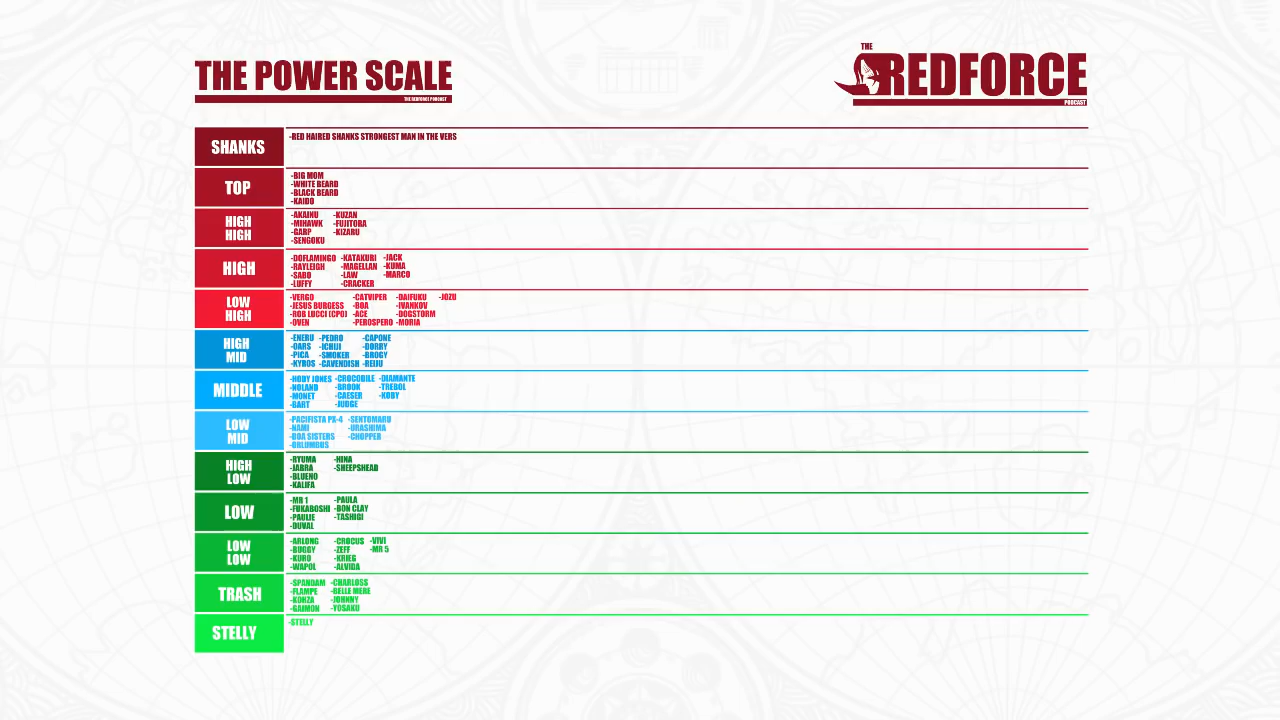 THE POWER SCALE
THE REDFORCE PODCAST
THE
REDFORCE
PODCAST
SHANKS
-RED HAIRED SHANKS STRONGEST MAN IN THE VERS
TOP
-BIG MOM
-WHITE BEARD
-BLACK BEARD
-KAIDO
HIGH
HIGH
-AKAINU -KUZAN
-MIHAWK -FUJITORA
-GARP -KIZARU
-SENGOKU
HIGH
-DOFLAMINGO -KATAKURI -JACK
-RAYLEIGH -MAGELLAN -KUMA
-SABO -LAW -MARCO
-LUFFY -CRACKER
LOW
HIGH
-VERGO -CATVIPER -DAIFUKU -JOZU
-JESUS BURGESS -BOA -IVANKOV
-ROB LUCCI (CPO) -ACE -DOGSTORM
-OVEN -PEROSPERO -MORIA
HIGH
MID
-ENERU -PEDRO -CAPONE
-OARS -ICHIJI -DORRY
-PICA -SMOKER -BROGY
-KYROS -CAVENDISH -REIJU
MIDDLE
-HODY JONES -CROCODILE -DIAMANTE
-NOLAND -BROOK -TREBOL
-MONET -CAESER -KOBY
-BART -JUDGE
LOW
MID
-PACIFISTA PX-4 -SENTOMARU
-NAMI -URASHIMA
-BOA SISTERS -CHOPPER
-ORLUMBUS
HIGH
LOW
-RYUMA -HINA
-JABRA -SHEEPSHEAD
-BLUENO
-KALIFA
LOW
-MR 1 -PAULA
-FUKABOSHI -BON CLAY
-PAULIE -TASHIGI
-DUVAL
LOW
LOW
-ARLONG -CROCUS -VIVI
-BUGGY -ZEFF -MR 5
-KURO -KRIEG
-WAPOL -ALVIDA
TRASH
-SPANDAM -CHARLOSS
-FLAMPE -BELLE MERE
-KOHZA -JOHNNY
-GAIMON -YOSAKU
STELLY
-STELLY